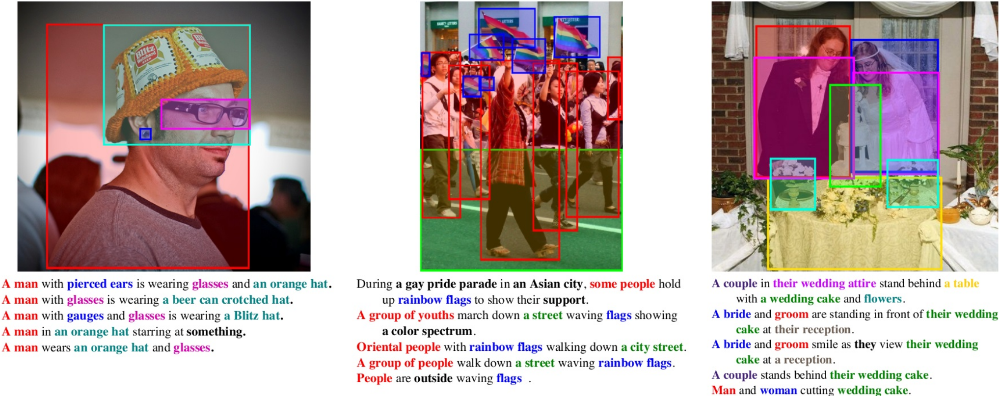 Blitz
Weinhard
BEER
LETTERS
A man with pierced ears is wearing glasses and an orange hat.
A man with glasses is wearing a beer can crotched hat.
A man with gauges and glasses is wearing a Blitz hat.
A man in an orange hat starring at something.
A man wears an orange hat and glasses.
During a gay pride parade in an Asian city, some people hold
up rainbow flags to show their support.
A group of youths march down a street waving flags showing
a color spectrum.
Oriental people with rainbow flags walking down a city street.
A group of people walk down a street waving rainbow flags.
People are outside waving flags .
A couple in their wedding attire stand behind a table
with a wedding cake and flowers.
A bride and groom are standing in front of their wedding
cake at their reception.
A bride and groom smile as they view their wedding
cake at a reception.
A couple stands behind their wedding cake.
Man and woman cutting wedding cake.